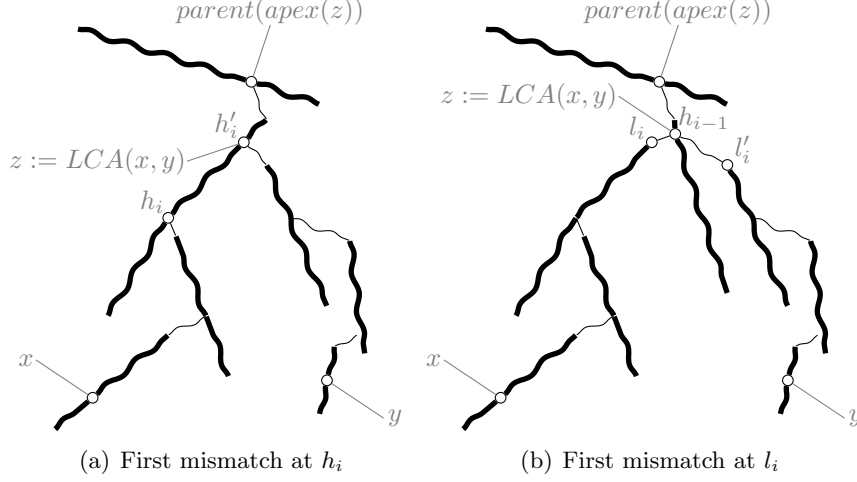 parent(apex(z))
h'_i
z := LCA(x, y)
h_i
x
y
(a) First mismatch at h_i
parent(apex(z))
z := LCA(x, y)
h_{i−1}
l_i
l'_i
x
y
(b) First mismatch at l_i